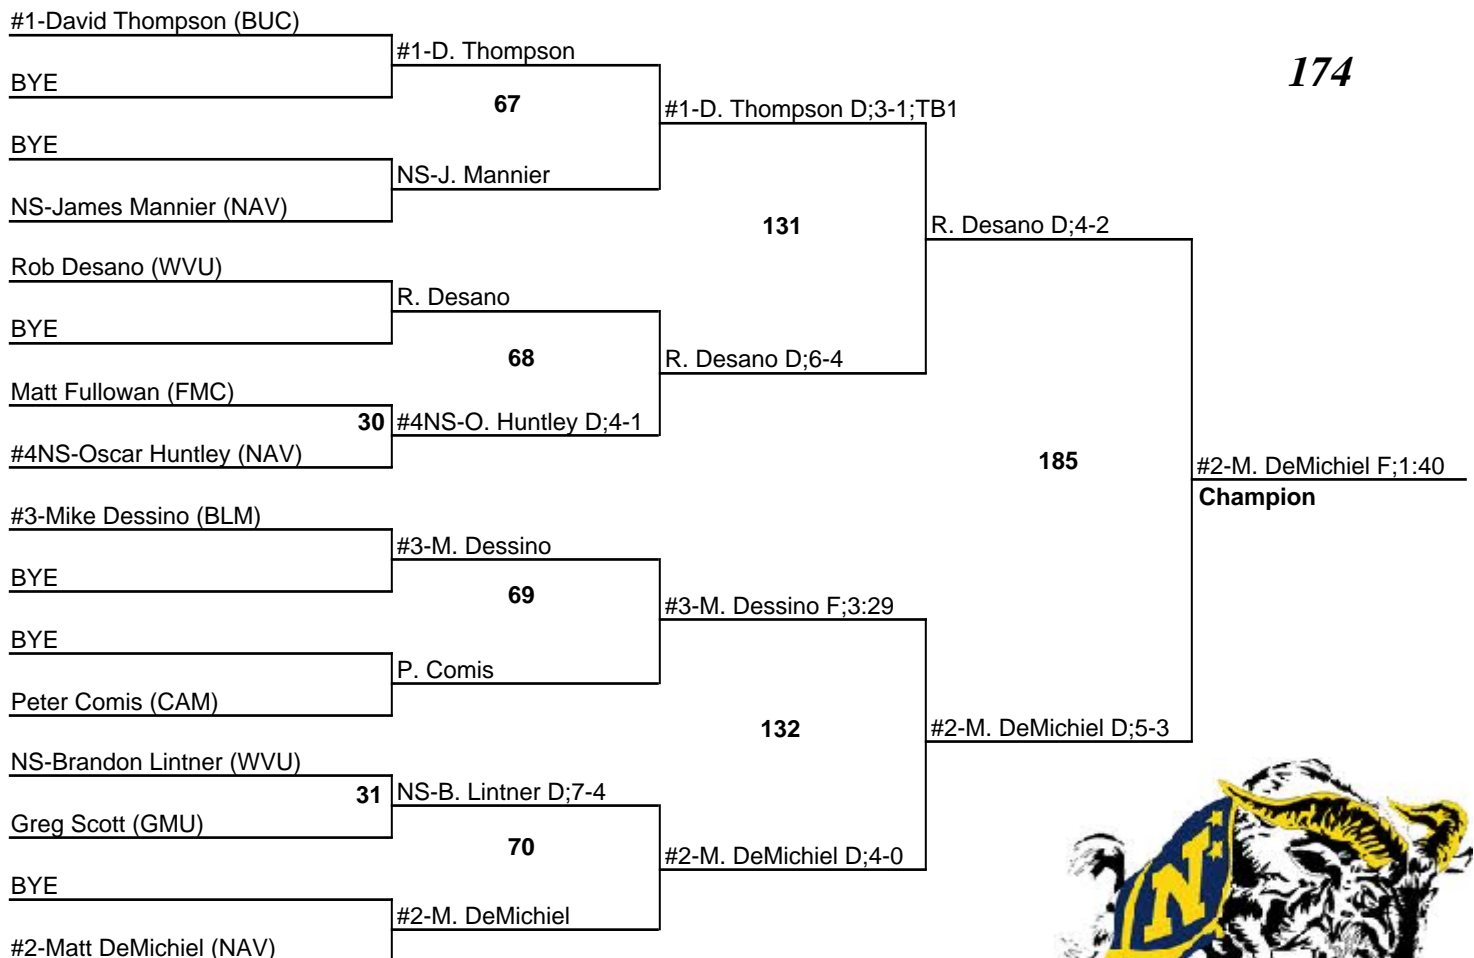 #1-David Thompson (BUC)
BYE
BYE
NS-James Mannier (NAV)
Rob Desano (WVU)
BYE
Matt Fullowan (FMC)
#4NS-Oscar Huntley (NAV)
#3-Mike Dessino (BLM)
BYE
BYE
Peter Comis (CAM)
NS-Brandon Lintner (WVU)
Greg Scott (GMU)
BYE
#2-Matt DeMichiel (NAV)
30
31
#1-D. Thompson
NS-J. Mannier
R. Desano
#4NS-O. Huntley D;4-1
#3-M. Dessino
P. Comis
NS-B. Lintner D;7-4
#2-M. DeMichiel
67
68
69
70
#1-D. Thompson D;3-1;TB1
R. Desano D;6-4
#3-M. Dessino F;3:29
#2-M. DeMichiel D;4-0
131
132
R. Desano D;4-2
#2-M. DeMichiel D;5-3
185
#2-M. DeMichiel F;1:40
Champion
174
N